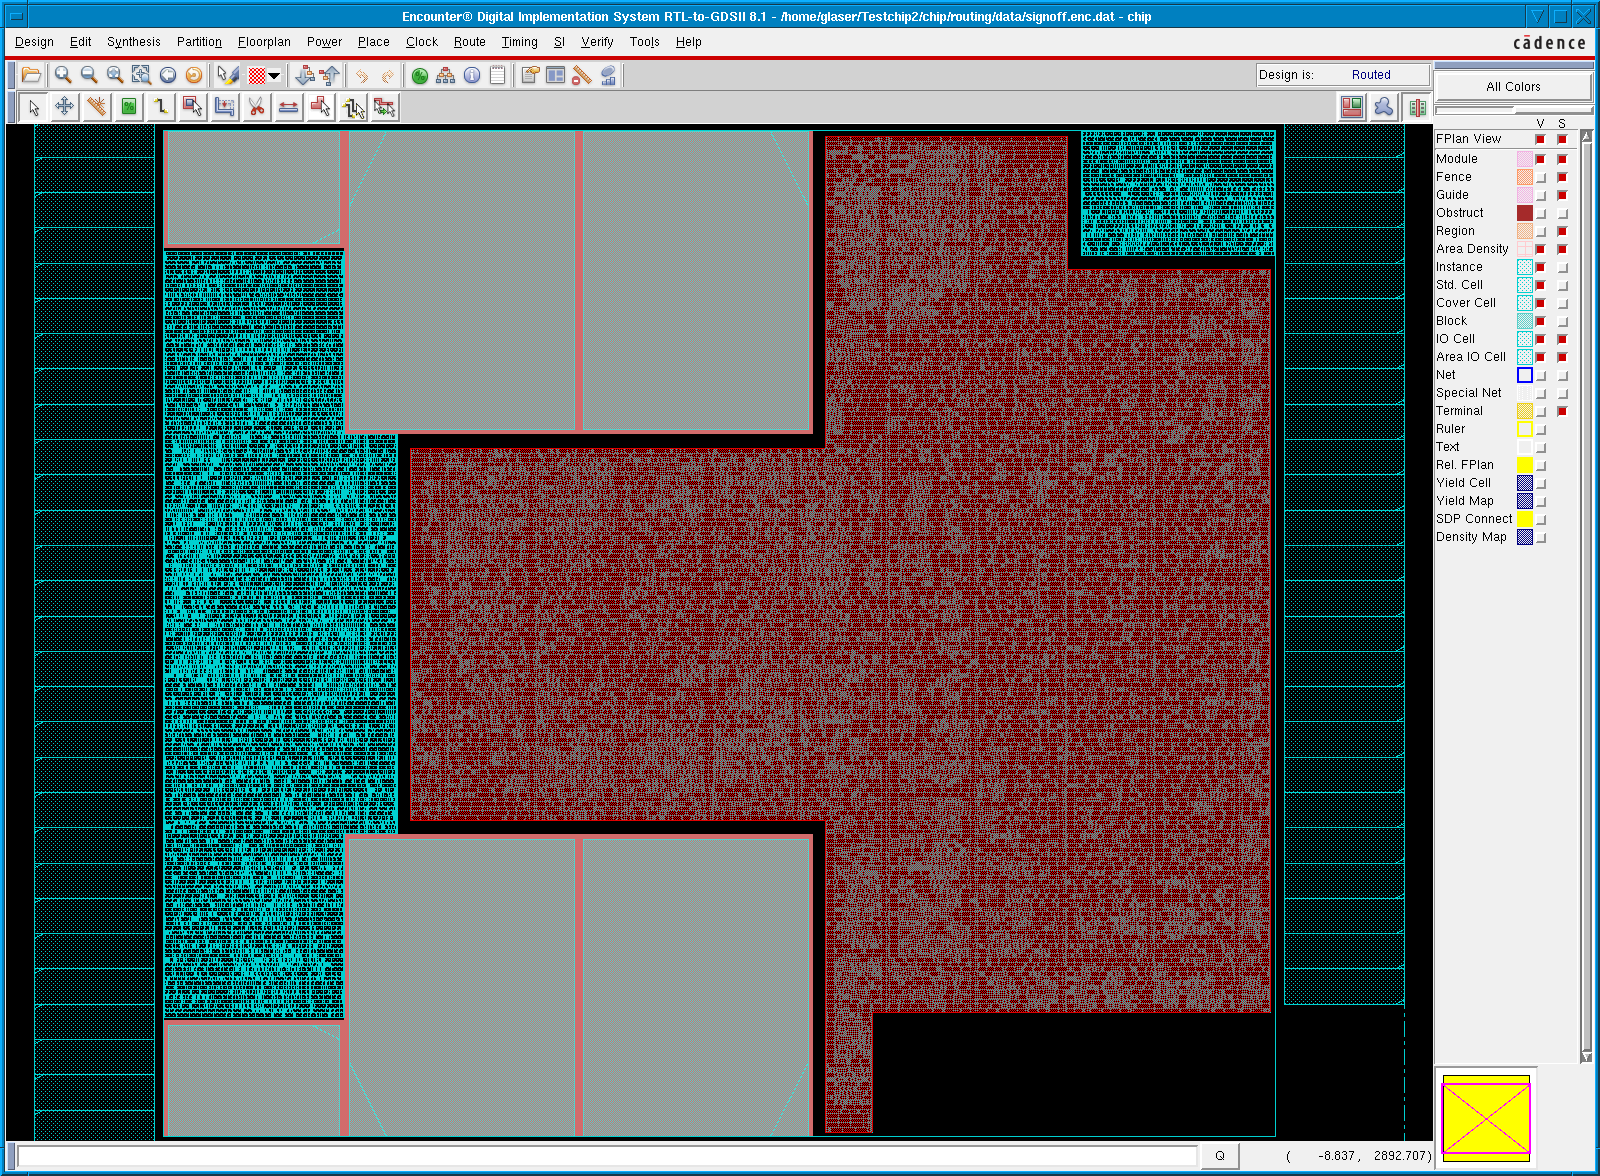 Encounter® Digital Implementation System RTL-to-GDSII 8.1 - /home/glaser/Testchip2/chip/routing/data/signoff.enc.dat - chip
Design Edit Synthesis Partition Floorplan Power Place Clock Route Timing SI Verify Tools Help
cādence
Design is: Routed
All Colors
V S
FPlan View
Module
Fence
Guide
Obstruct
Region
Area Density
Instance
Std. Cell
Cover Cell
Block
IO Cell
Area IO Cell
Net
Special Net
Terminal
Ruler
Text
Rel. FPlan
Yield Cell
Yield Map
SDP Connect
Density Map
Q ( -8.837, 2892.707)